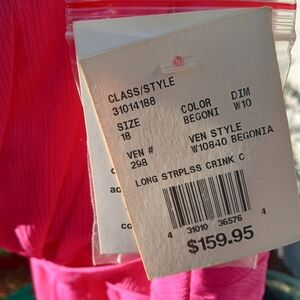 CLASS/STYLE
31014188
COLOR DIM
SIZE BEGONI W10
18
VEN # VEN STYLE
298 W10840 BEGONIA
LONG STRPLSS CRINK C
4 31010 36576 4
$159.95
C
co